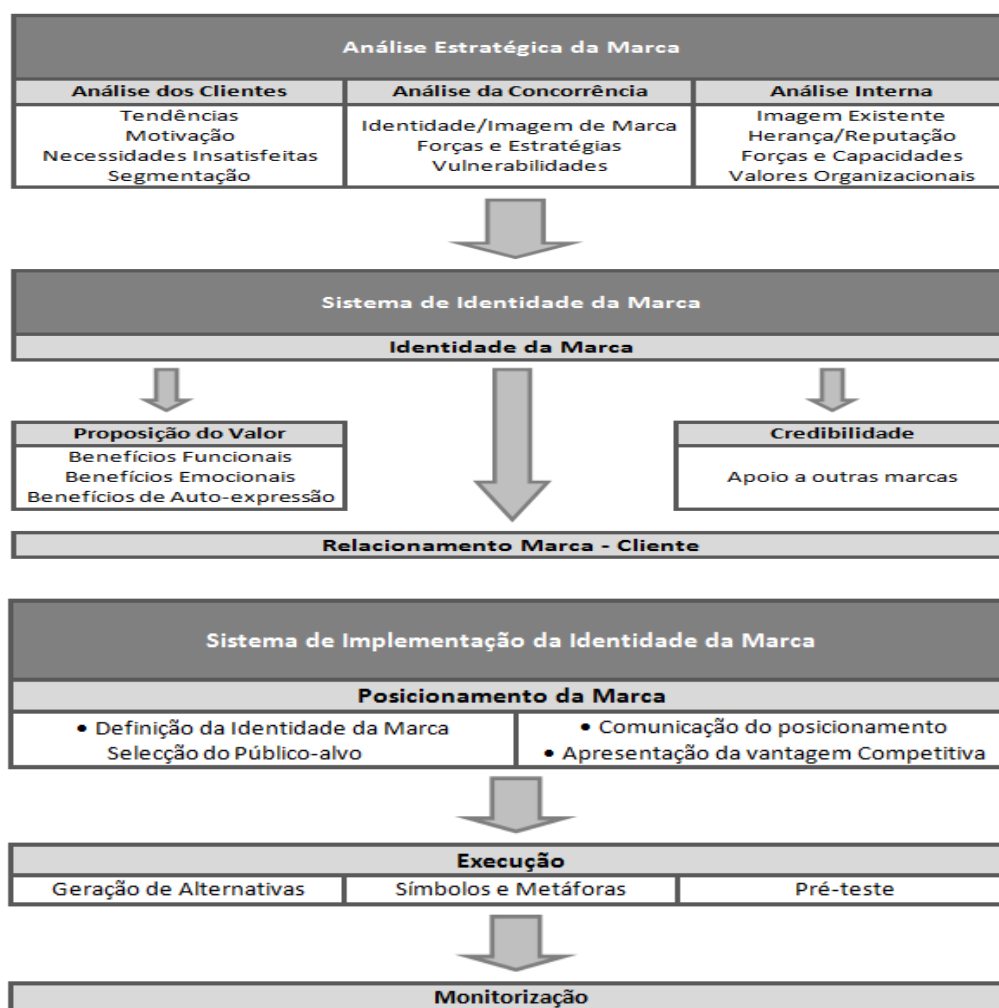 Análise Estratégica da Marca
Análise dos Clientes
Tendências
Motivação
Necessidades Insatisfeitas
Segmentação
Análise da Concorrência
Identidade/Imagem de Marca
Forças e Estratégias
Vulnerabilidades
Análise Interna
Imagem Existente
Herança/Reputação
Forças e Capacidades
Valores Organizacionais
Sistema de Identidade da Marca
Identidade da Marca
Proposição do Valor
Benefícios Funcionais
Benefícios Emocionais
Benefícios de Auto-expressão
Credibilidade
Apoio a outras marcas
Relacionamento Marca - Cliente
Sistema de Implementação da Identidade da Marca
Posicionamento da Marca
• Definição da Identidade da Marca
Selecção do Público-alvo
• Comunicação do posicionamento
• Apresentação da vantagem Competitiva
Execução
Geração de Alternativas
Símbolos e Metáforas
Pré-teste
Monitorização